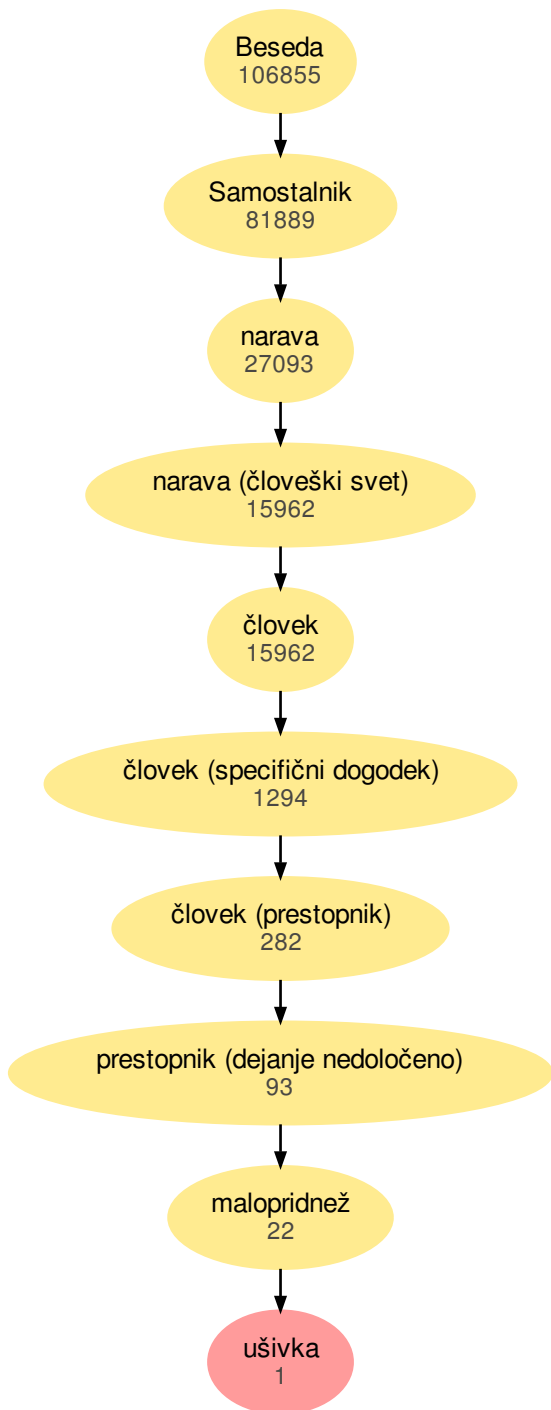 Beseda
106855
Samostalnik
81889
narava
27093
narava (človeški svet)
15962
človek
15962
človek (specifični dogodek)
1294
človek (prestopnik)
282
prestopnik (dejanje nedoločeno)
93
malopridnež
22
ušivka
1